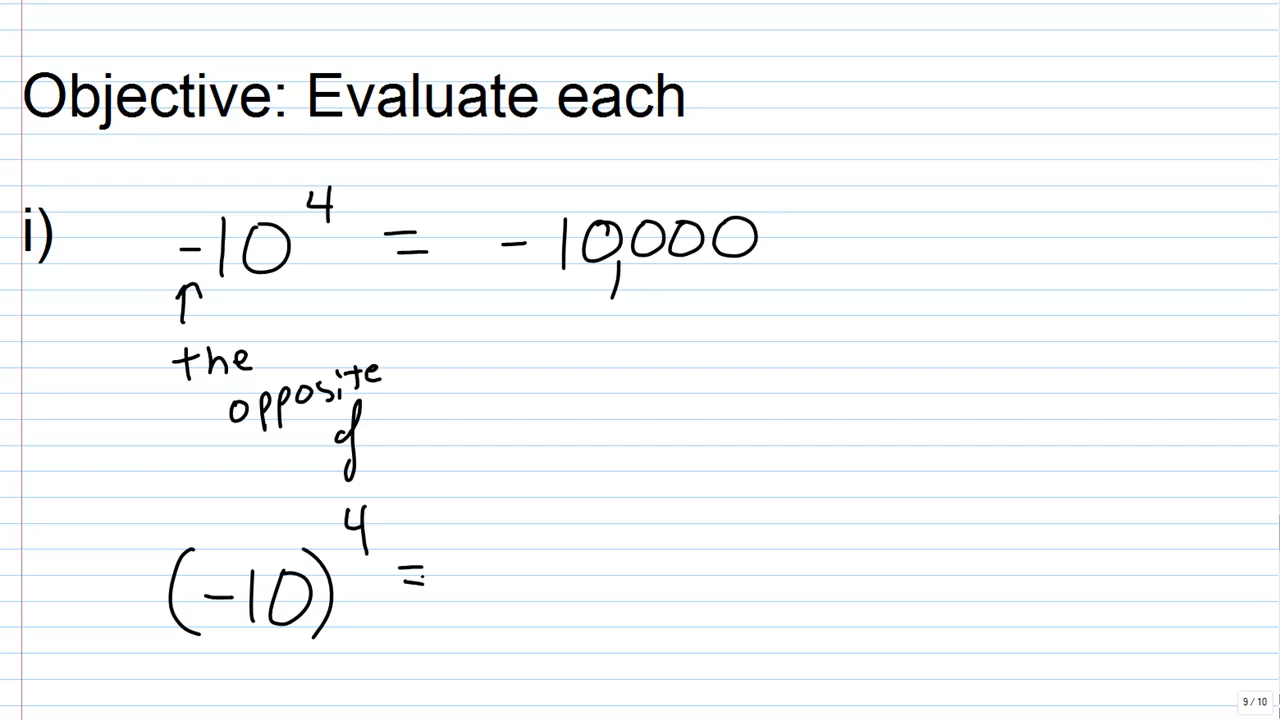 Objective: Evaluate each
i) -10⁴ = -10,000
↑
the
opposite
of
(-10)⁴ =
9 / 10